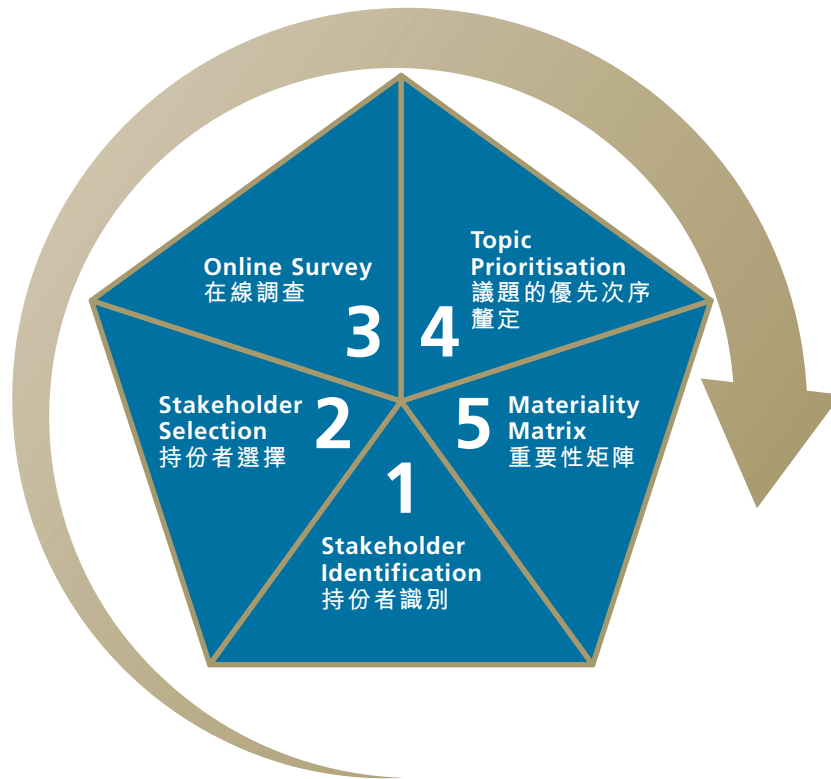 1
Stakeholder
Identification
持份者識別
2
Stakeholder
Selection
持份者選擇
3
Online Survey
在線調查
4
Topic
Prioritisation
議題的優先次序
釐定
5
Materiality
Matrix
重要性矩陣